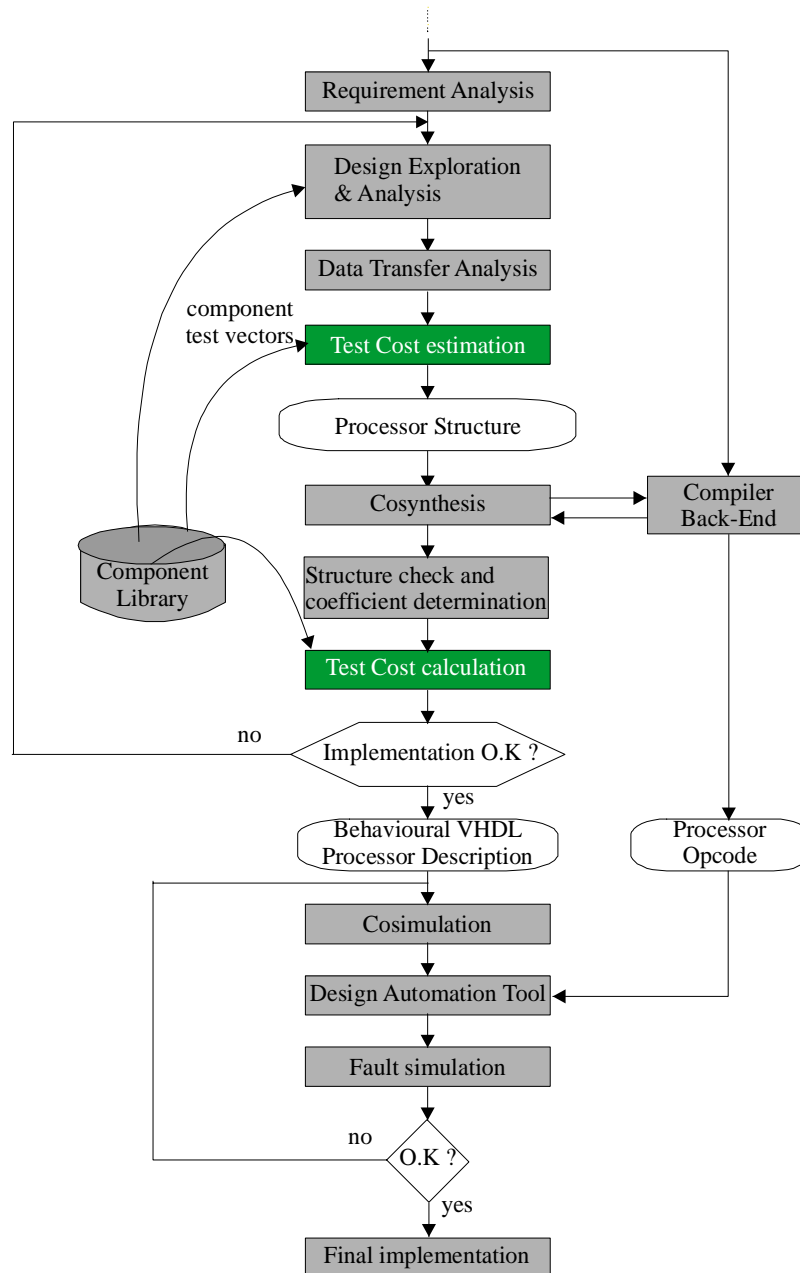 Requirement Analysis
Design Exploration
& Analysis
Data Transfer Analysis
component
test vectors
Test Cost estimation
Processor Structure
Cosynthesis
Compiler
Back-End
Component
Library
Structure check and
coefficient determination
Test Cost calculation
no
Implementation O.K ?
yes
Behavioural VHDL
Processor Description
Processor
Opcode
Cosimulation
Design Automation Tool
Fault simulation
no
O.K ?
yes
Final implementation